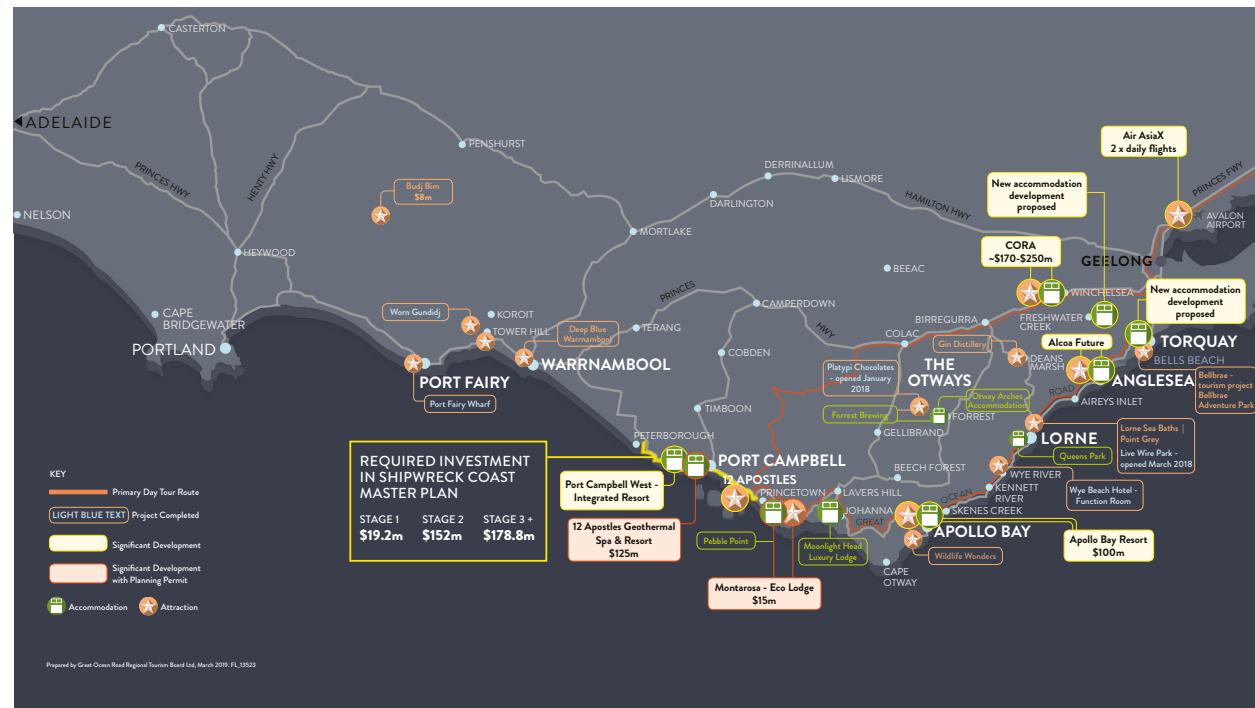 CASTERTON
ADELAIDE
PRINCES HWY
HENTY HWY
PENSHURST
Budj Bim
$8m
NELSON
HEYWOOD
CAPE
BRIDGEWATER
PORTLAND
DERRINALLUM
LISMORE
DARLINGTON
HAMILTON HWY
MORTLAKE
Air AsiaX
2 x daily flights
PRINCES FWY
AVALON
AIRPORT
New accommodation
development
proposed
CORA
~$170-$250m
GEELONG
BEEAC
WINCHELSEA
FRESHWATER
CREEK
New accommodation
development
proposed
PRINCES
HWY
CAMPERDOWN
BIRREGURRA
COLAC
Worn Gundidj
KOROIT
TOWER HILL
Deep Blue
Warrnambool
TERANG
COBDEN
Gin Distillery
DEANS
MARSH
Alcoa Future
TORQUAY
BELLS BEACH
WARRNAMBOOL
PORT FAIRY
Port Fairy Wharf
Platypi Chocolates
- opened January
2018
THE
OTWAYS
ANGLESEA
Bellbrae -
tourism project
Bellbrae
Adventure Park
ROAD
AIREYS INLET
Otway Arches
Accommodation
Forrest Brewing
FORREST
TIMBOON
GELLIBRAND
LORNE
Lorne Sea Baths |
Point Grey
Live Wire Park -
opened March 2018
Queens Park
PETERBOROUGH
PORT CAMPBELL
12 APOSTLES
BEECH FOREST
WYE RIVER
Wye Beach Hotel -
Function Room
KENNETT
RIVER
REQUIRED INVESTMENT
IN SHIPWRECK COAST
MASTER PLAN
STAGE 1 STAGE 2 STAGE 3 +
$19.2m $152m $178.8m
Port Campbell West -
Integrated Resort
PRINCETOWN
LAVERS HILL
JOHANNA
GREAT
OCEAN
SKENES CREEK
APOLLO BAY
12 Apostles Geothermal
Spa & Resort
$125m
Pebble Point
Moonlight Head
Luxury Lodge
Wildlife Wonders
Apollo Bay Resort
$100m
CAPE
OTWAY
Montarosa - Eco Lodge
$15m
KEY
Primary Day Tour Route
LIGHT BLUE TEXT Project Completed
Significant Development
Significant Development
with Planning Permit
Accommodation Attraction
Prepared by Great Ocean Road Regional Tourism Board Ltd, March 2019. FL_13523